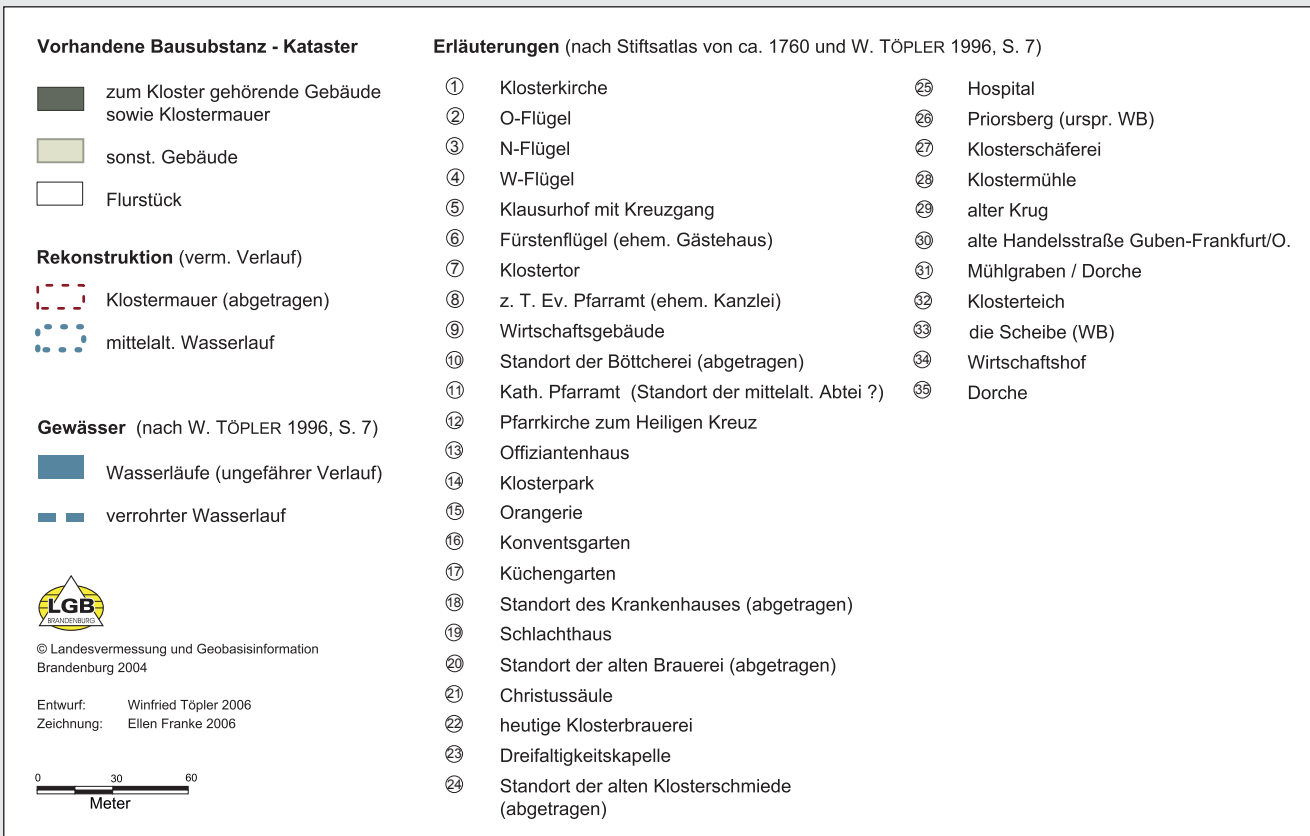 Vorhandene Bausubstanz - Kataster
zum Kloster gehörende Gebäude
sowie Klostermauer
sonst. Gebäude
Flurstück
Rekonstruktion (verm. Verlauf)
Klostermauer (abgetragen)
mittelalt. Wasserlauf
Gewässer (nach W. TÖPLER 1996, S. 7)
Wasserläufe (ungefährer Verlauf)
verrohrter Wasserlauf
LGB
BRANDENBURG
© Landesvermessung und Geobasisinformation
Brandenburg 2004
Entwurf: Winfried Töpler 2006
Zeichnung: Ellen Franke 2006
0 30 60
Meter
Erläuterungen (nach Stiftsatlas von ca. 1760 und W. TÖPLER 1996, S. 7)
1 Klosterkirche
2 O-Flügel
3 N-Flügel
4 W-Flügel
5 Klausurhof mit Kreuzgang
6 Fürstenflügel (ehem. Gästehaus)
7 Klostertor
8 z. T. Ev. Pfarramt (ehem. Kanzlei)
9 Wirtschaftsgebäude
10 Standort der Böttcherei (abgetragen)
11 Kath. Pfarramt (Standort der mittelalt. Abtei ?)
12 Pfarrkirche zum Heiligen Kreuz
13 Offiziantenhaus
14 Klosterpark
15 Orangerie
16 Konventsgarten
17 Küchengarten
18 Standort des Krankenhauses (abgetragen)
19 Schlachthaus
20 Standort der alten Brauerei (abgetragen)
21 Christussäule
22 heutige Klosterbrauerei
23 Dreifaltigkeitskapelle
24 Standort der alten Klosterschmiede
(abgetragen)
25 Hospital
26 Priorsberg (urspr. WB)
27 Klosterschäferei
28 Klostermühle
29 alter Krug
30 alte Handelsstraße Guben-Frankfurt/O.
31 Mühlgraben / Dorche
32 Klosterteich
33 die Scheibe (WB)
34 Wirtschaftshof
35 Dorche